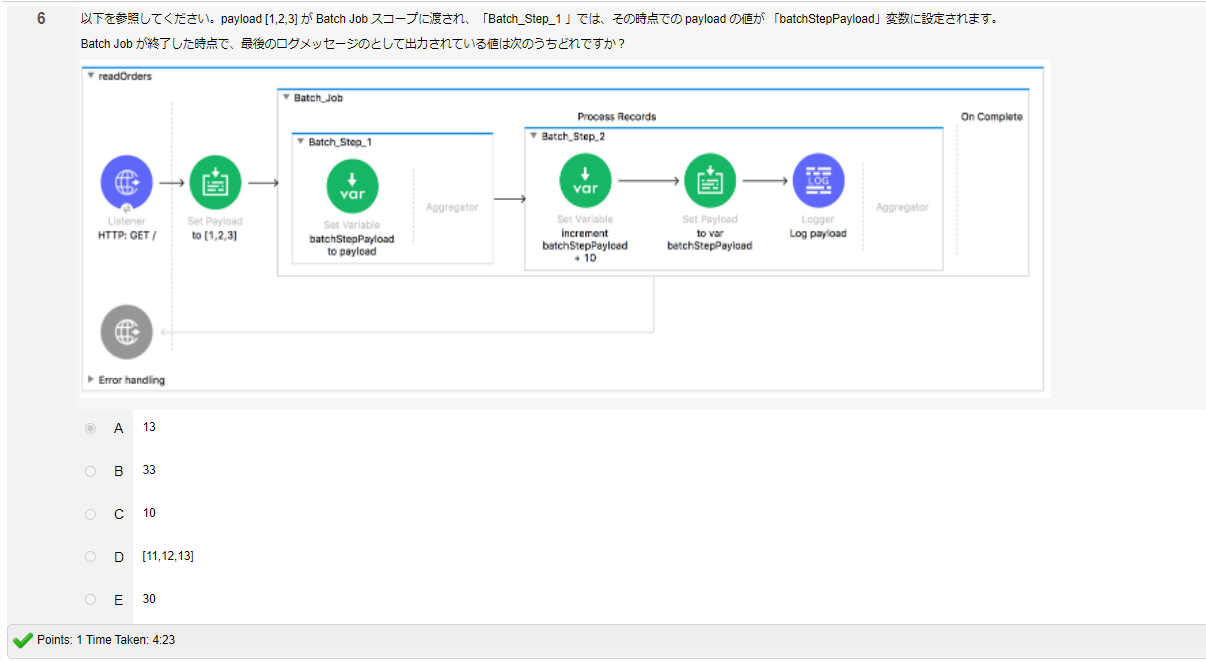 6
以下を参照してください。payload [1,2,3] が Batch Job スコープに渡され、「Batch_Step_1 」では、その時点での payload の値が 「batchStepPayload」変数に設定されます。
Batch Job が終了した時点で、最後のログメッセージのとして出力されている値は次のうちどれですか？
readOrders
Batch_Job
Process Records
On Complete
Batch_Step_1
Batch_Step_2
var
var
LOG
Aggregator
Aggregator
Listener
HTTP: GET /
Set Payload
to [1,2,3]
Set Variable
batchStepPayload
to payload
Set Variable
increment
batchStepPayload
+ 10
Set Payload
to var
batchStepPayload
Logger
Log payload
Error handling
A 13
B 33
C 10
D [11,12,13]
E 30
Points: 1 Time Taken: 4:23